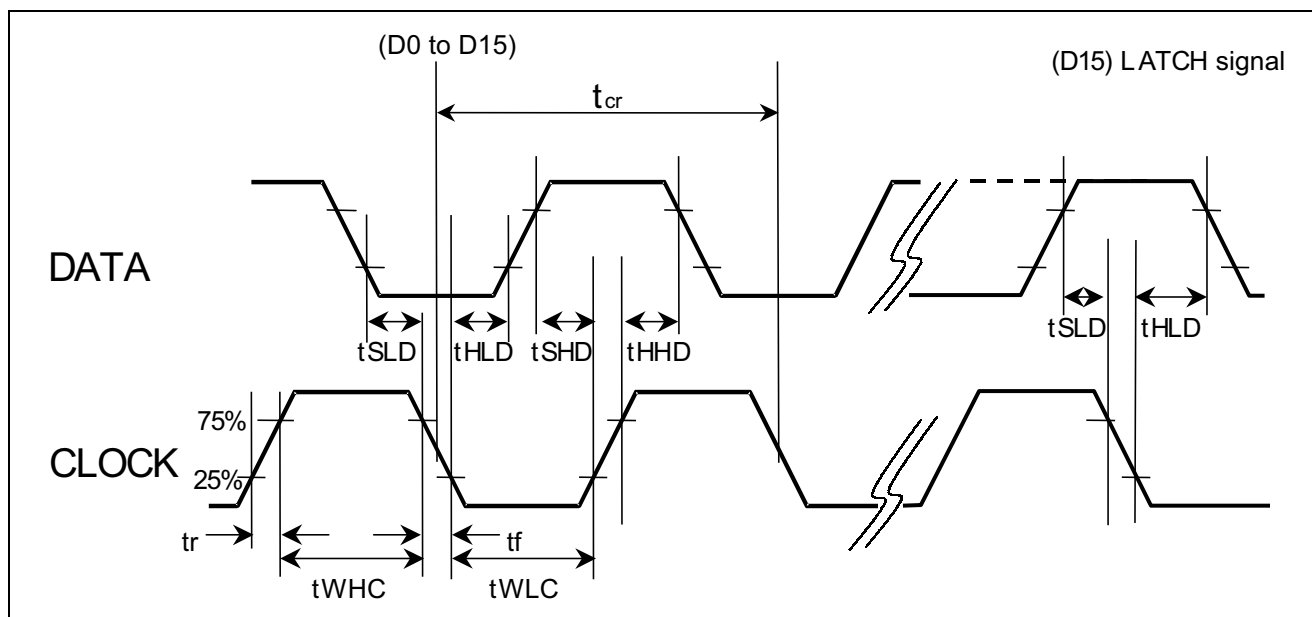 (D0 to D15)
(D15) LATCH signal
tcr
DATA
tSLD
tHLD
tSHD
tHHD
tSLD
tHLD
75%
CLOCK
25%
tr
tf
tWHC
tWLC